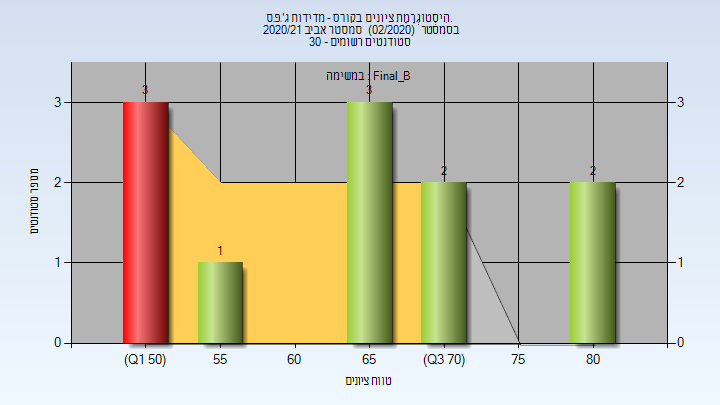 היסטוגרמת ציונים בקורס - מדידות ג'.פ.ס.
בסמסטר (02/2020) סמסטר אביב 2020/21
סטודנטים רשומים - 30
במשימה : Final_B
מספר סטודנטים
3 3
2 2
1 1
0 0
3 1 3 2 2
(Q1 50) 55 60 65 (Q3 70) 75 80
טווח ציונים